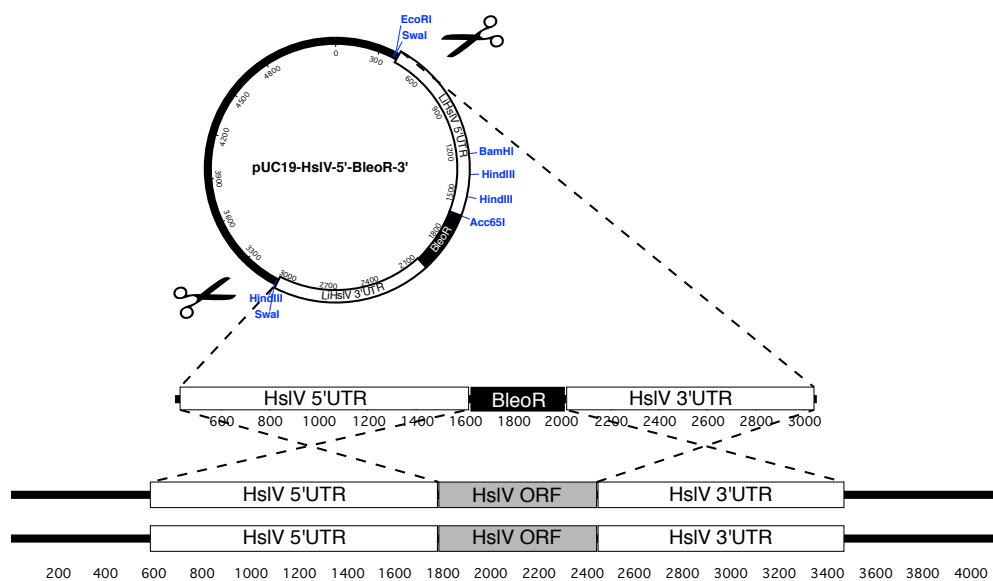 EcoRI
SwaI
0
300
600
900
1200
1500
1800
2100
2400
2700
3000
3300
3600
3900
4200
4500
4800
LiHslV 5'UTR
BamHI
pUC19-HslV-5'-BleoR-3'
HindIII
HindIII
Acc65I
BleoR
LiHslV 3'UTR
HindIII
SwaI
HslV 5'UTR BleoR HslV 3'UTR
600 800 1000 1200 1400 1600 1800 2000 2200 2400 2600 2800 3000
HslV 5'UTR HslV ORF HslV 3'UTR
HslV 5'UTR HslV ORF HslV 3'UTR
200 400 600 800 1000 1200 1400 1600 1800 2000 2200 2400 2600 2800 3000 3200 3400 3600 3800 4000